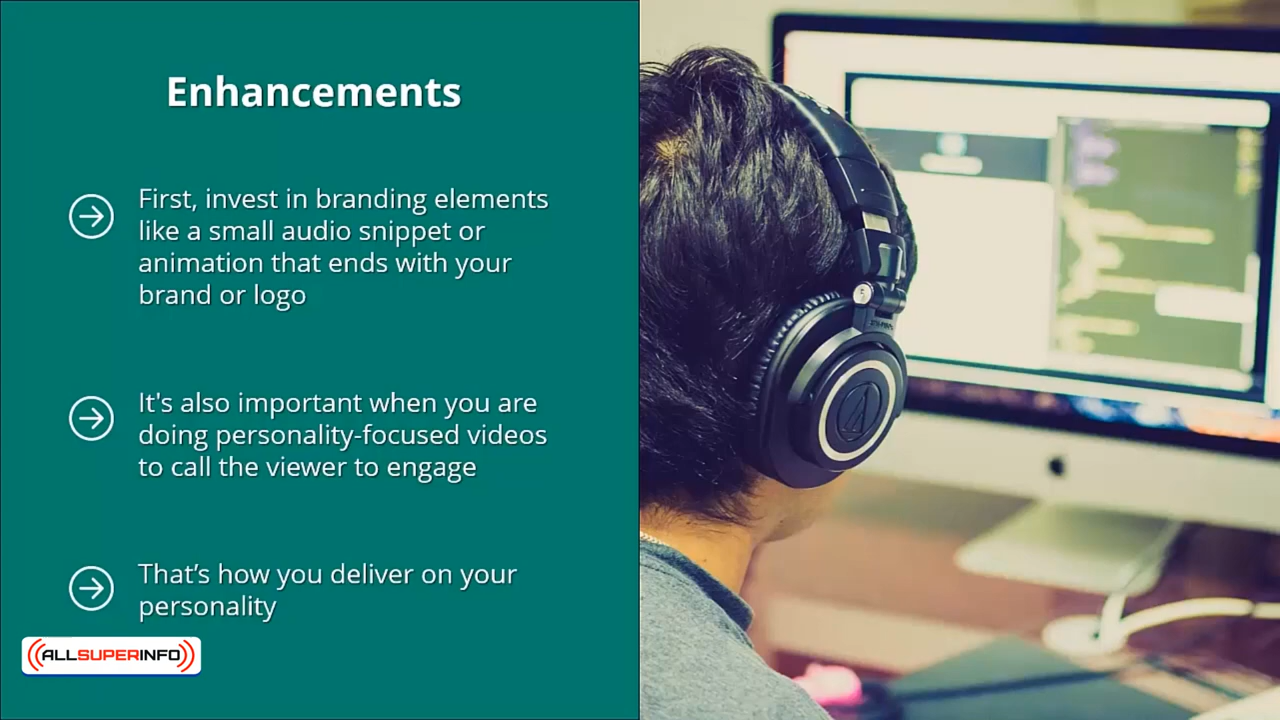 Enhancements
First, invest in branding elements
like a small audio snippet or
animation that ends with your
brand or logo
It's also important when you are
doing personality-focused videos
to call the viewer to engage
That’s how you deliver on your
personality
ALLSUPERINFO